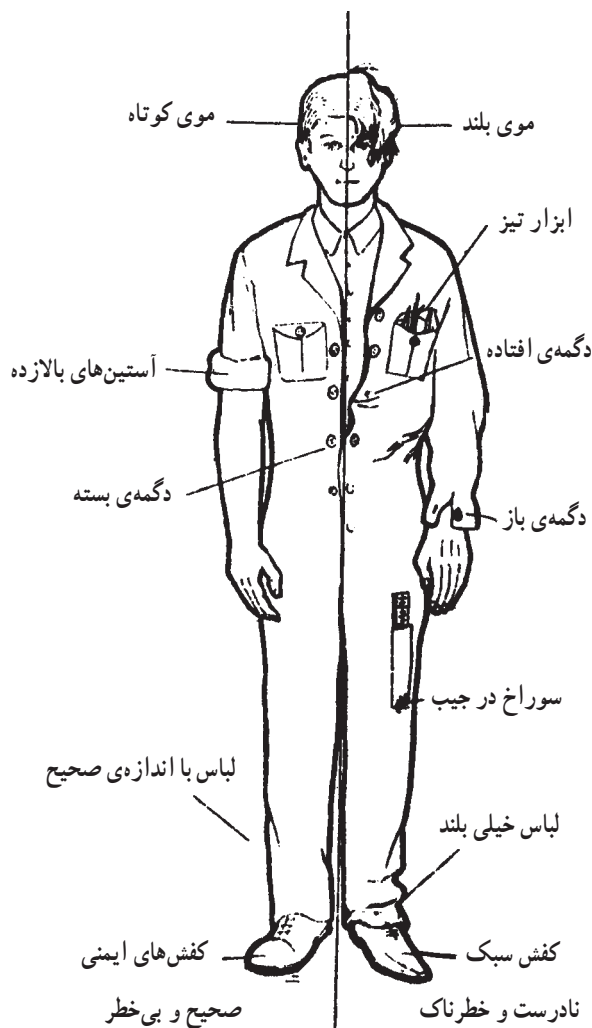 موی بلند
موی کوتاه
ابزار تیز
دگمه‌ی افتاده
آستین‌های بالازده
دگمه‌ی بسته
دگمه‌ی باز
سوراخ در جیب
لباس با اندازه‌ی صحیح
لباس خیلی بلند
کفش سبک
کفش‌های ایمنی
نادرست و خطرناک
صحیح و بی‌خطر